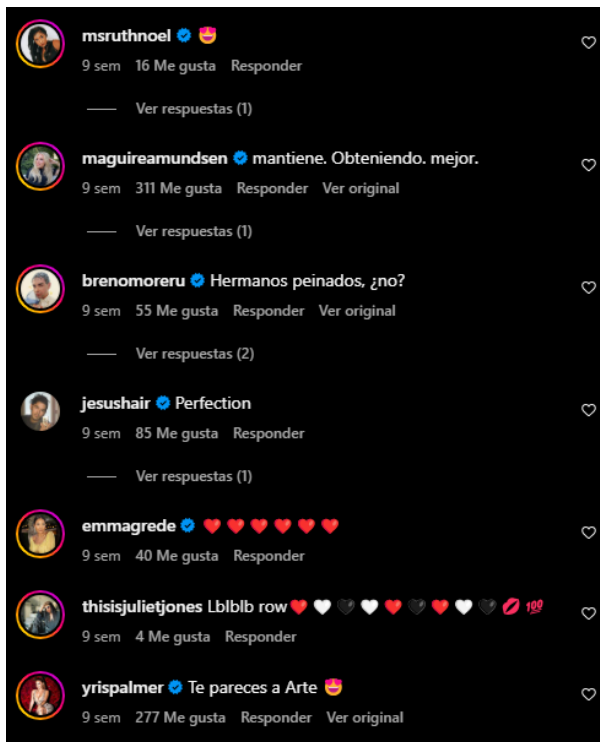 msruthnoel 😍
9 sem 16 Me gusta Responder
Ver respuestas (1)
maguireamundsen mantiene. Obteniendo. mejor.
9 sem 311 Me gusta Responder Ver original
Ver respuestas (1)
brenomoreru Hermanos peinados, ¿no?
9 sem 55 Me gusta Responder Ver original
Ver respuestas (2)
jesushair Perfection
9 sem 85 Me gusta Responder
Ver respuestas (1)
emmagrede ❤️ ❤️ ❤️ ❤️ ❤️ ❤️
9 sem 40 Me gusta Responder
thisisjulietjones Lblblb row❤️ 🤍 🖤 🤍 ❤️ 🖤 ❤️ 🤍 🖤 💋 💯
9 sem 4 Me gusta Responder
yrispalmer Te pareces a Arte 😍
9 sem 277 Me gusta Responder Ver original